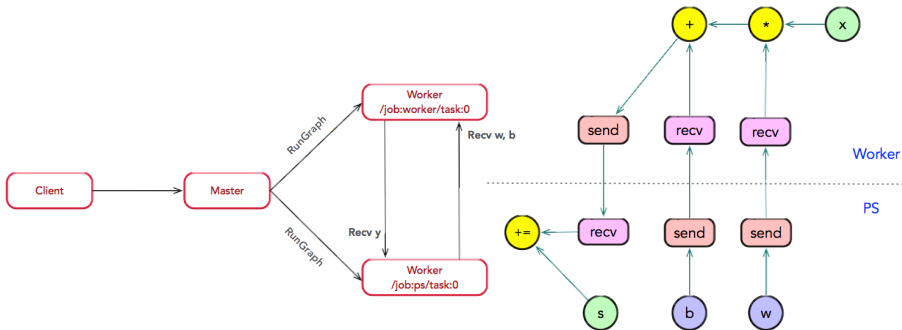 Client
Master
RunGraph
RunGraph
Worker
/job:worker/task:0
Recv w, b
Recv y
Worker
/job:ps/task:0
+
*
x
send
recv
recv
Worker
PS
+=
recv
send
send
s
b
w